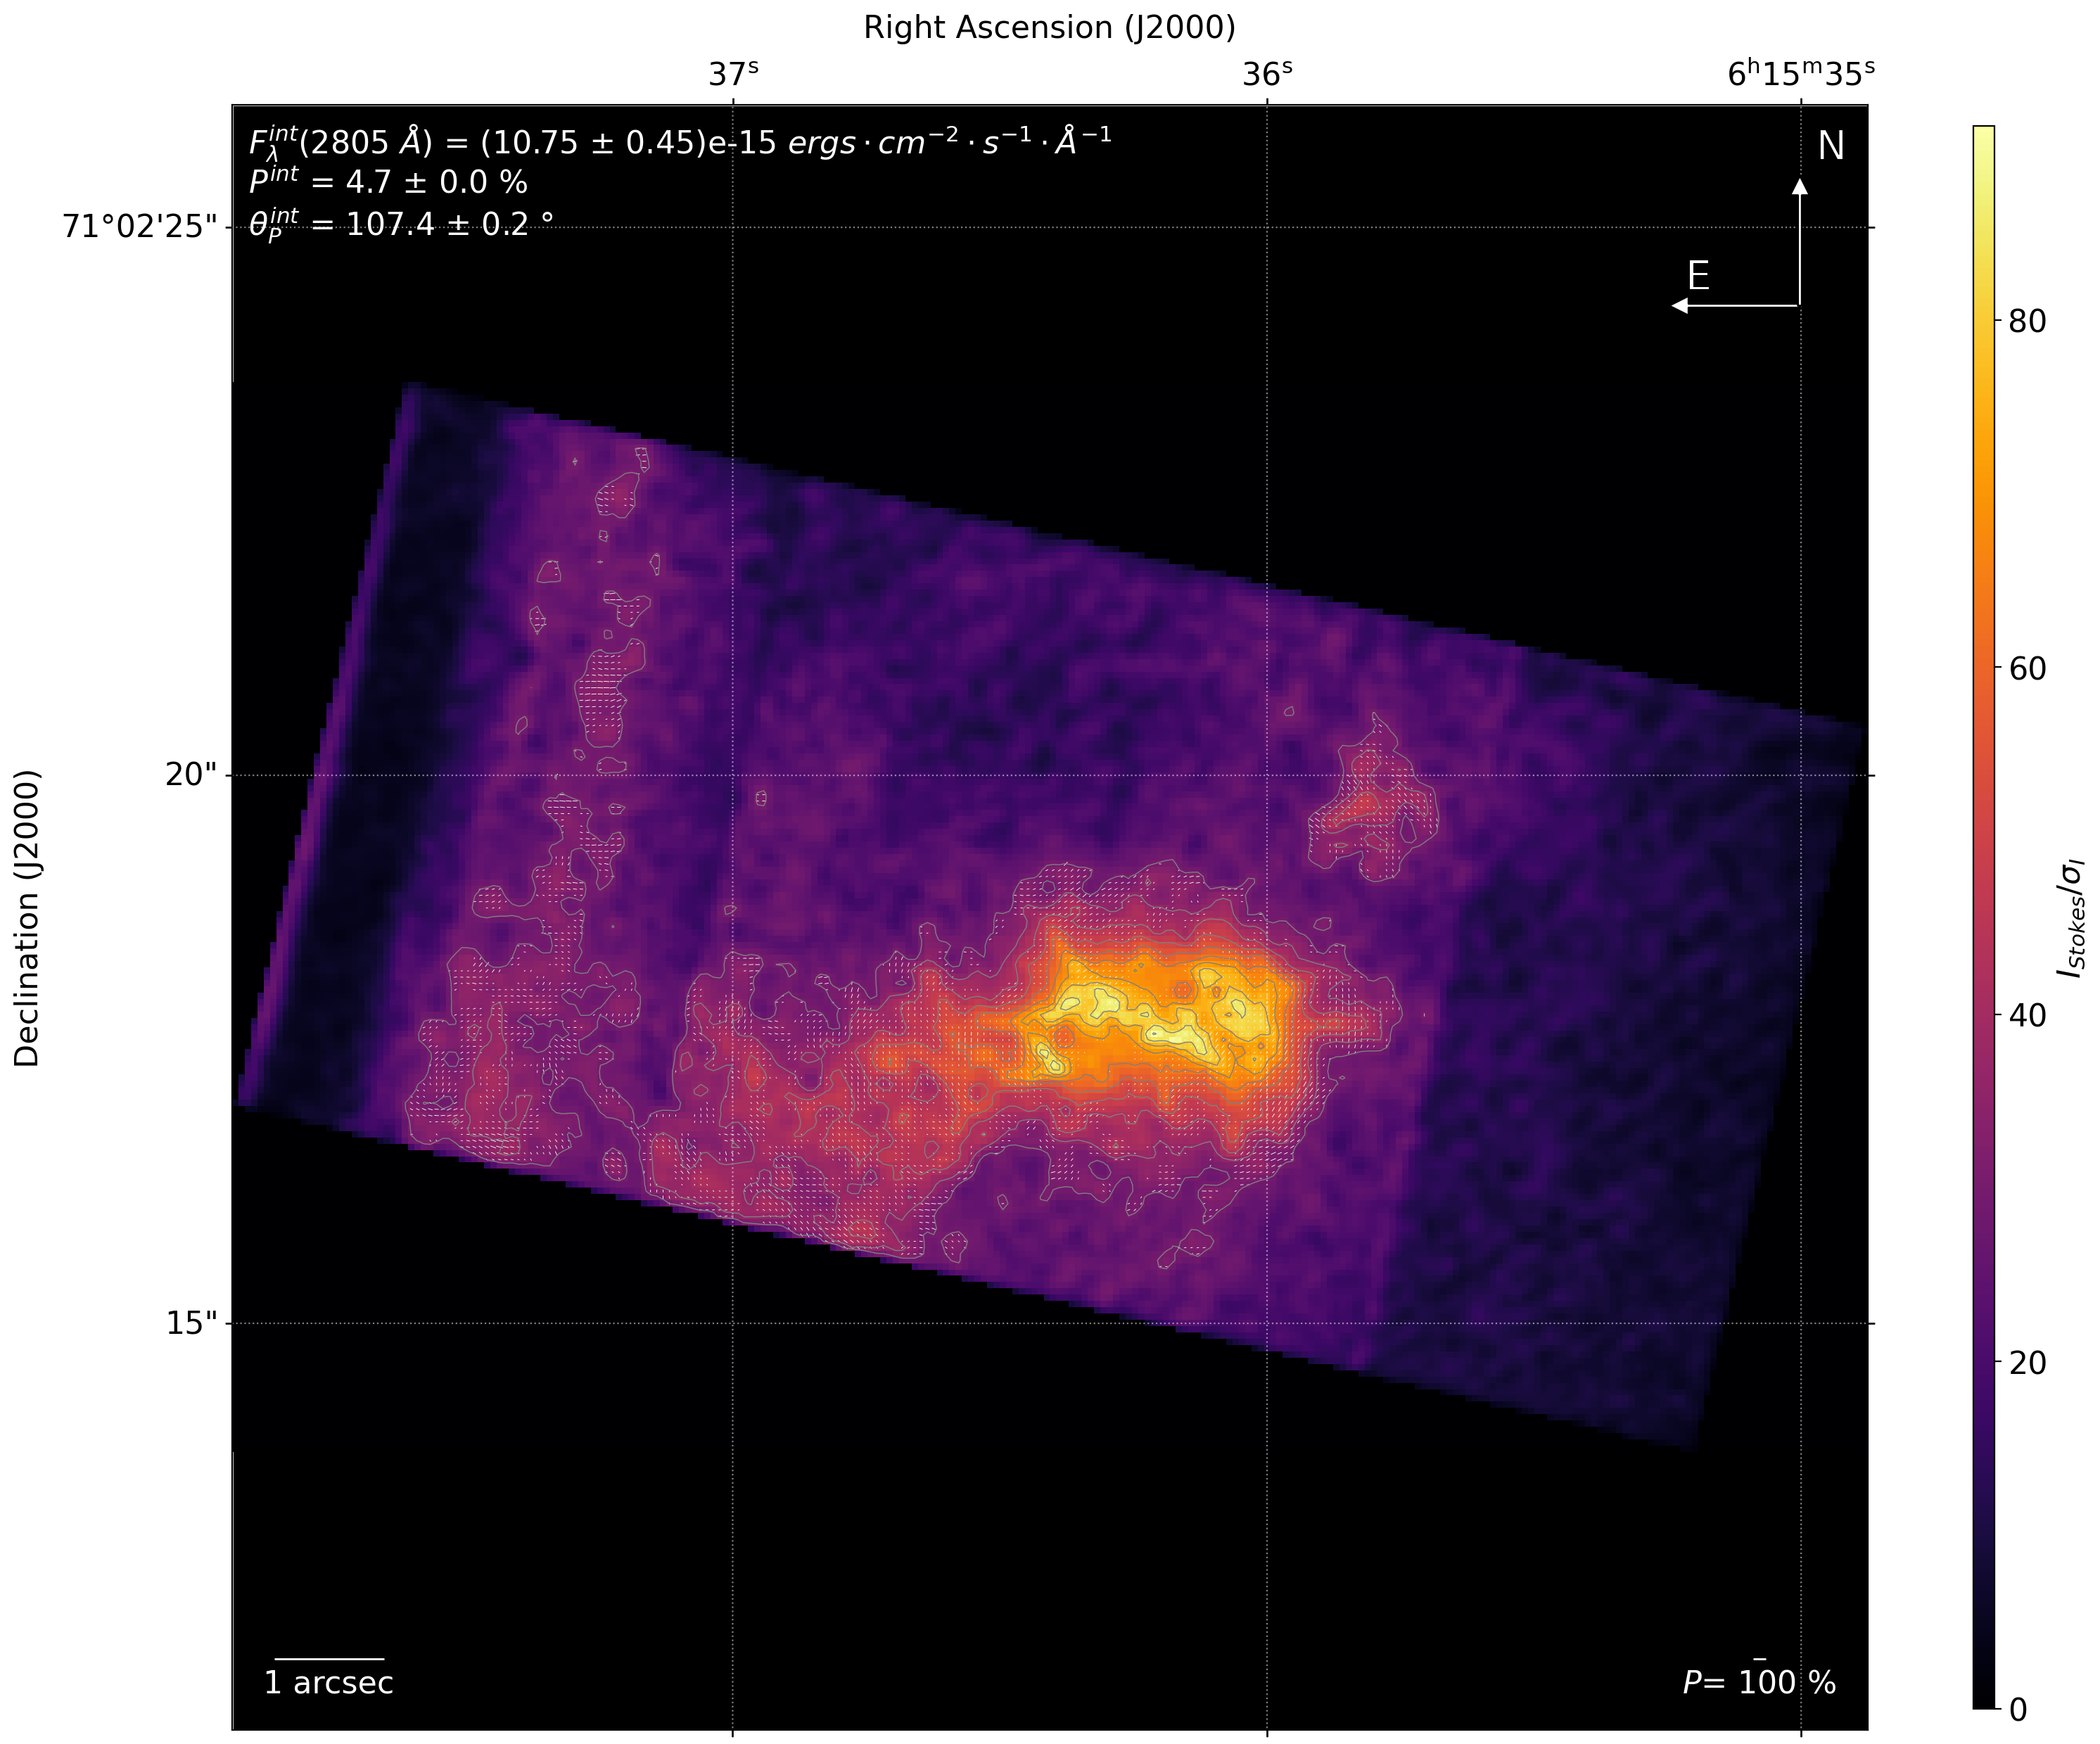 Right Ascension (J2000)
37ˢ 36ˢ 6ʰ15ᵐ35ˢ
F_λ^int(2805 Å) = (10.75 ± 0.45)e-15 ergs · cm⁻² · s⁻¹ · Å⁻¹
P^int = 4.7 ± 0.0 %
θ_P^int = 107.4 ± 0.2 °
N
E
71°02'25"
20"
15"
Declination (J2000)
1 arcsec
P= 100 %
80
60
40
20
0
I_Stokes/σ_I